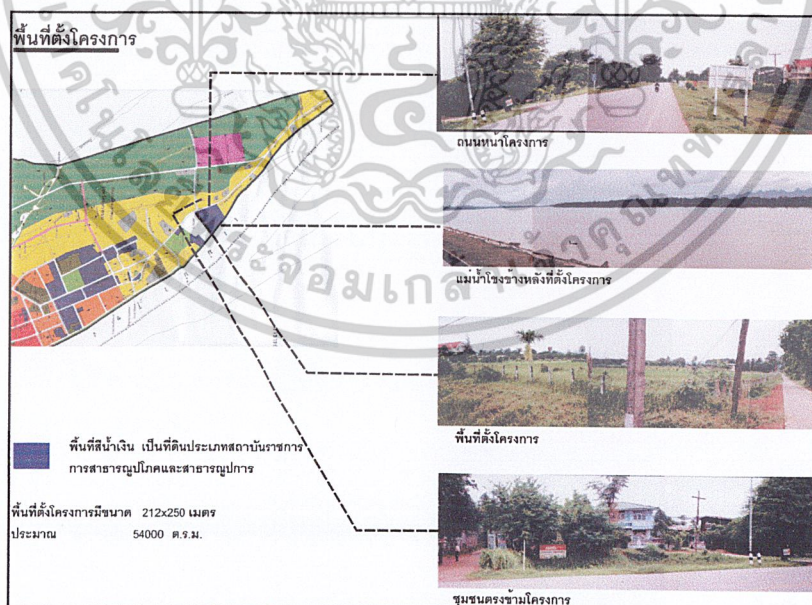 พื้นที่ตั้งโครงการ
ถนนหน้าโครงการ
แม่น้ำโขงข้างหลังที่ตั้งโครงการ
พื้นที่ตั้งโครงการ
ชุมชนตรงข้ามโครงการ
พื้นที่สีน้ำเงิน เป็นที่ดินประเภทสถาบันราชการ
การสาธารณูปโภคและสาธารณูปการ
พื้นที่ตั้งโครงการมีขนาด 212x250 เมตร
ประมาณ 54000 ต.ร.ม.